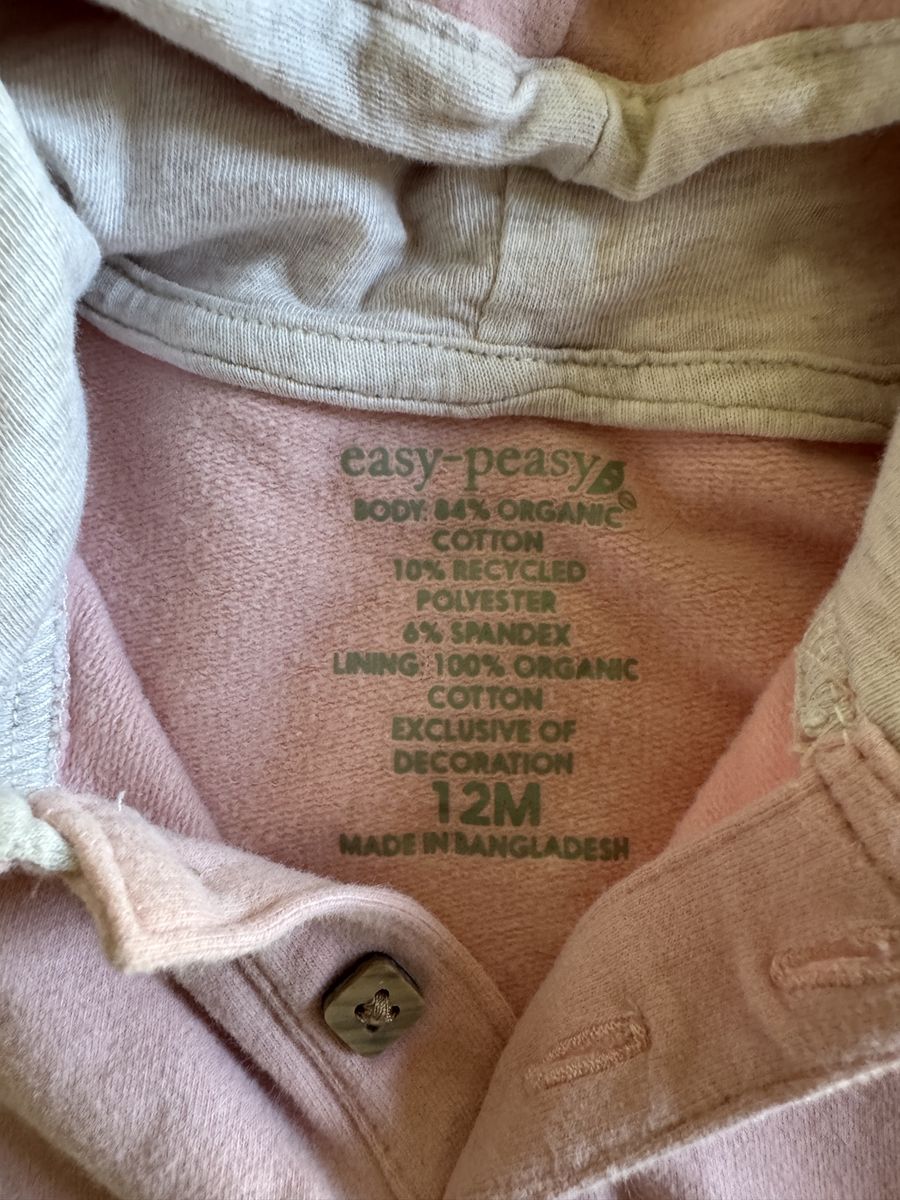 easy-peasy
BODY: 84% ORGANIC
COTTON
10% RECYCLED
POLYESTER
6% SPANDEX
LINING: 100% ORGANIC
COTTON
EXCLUSIVE OF
DECORATION
12M
MADE IN BANGLADESH